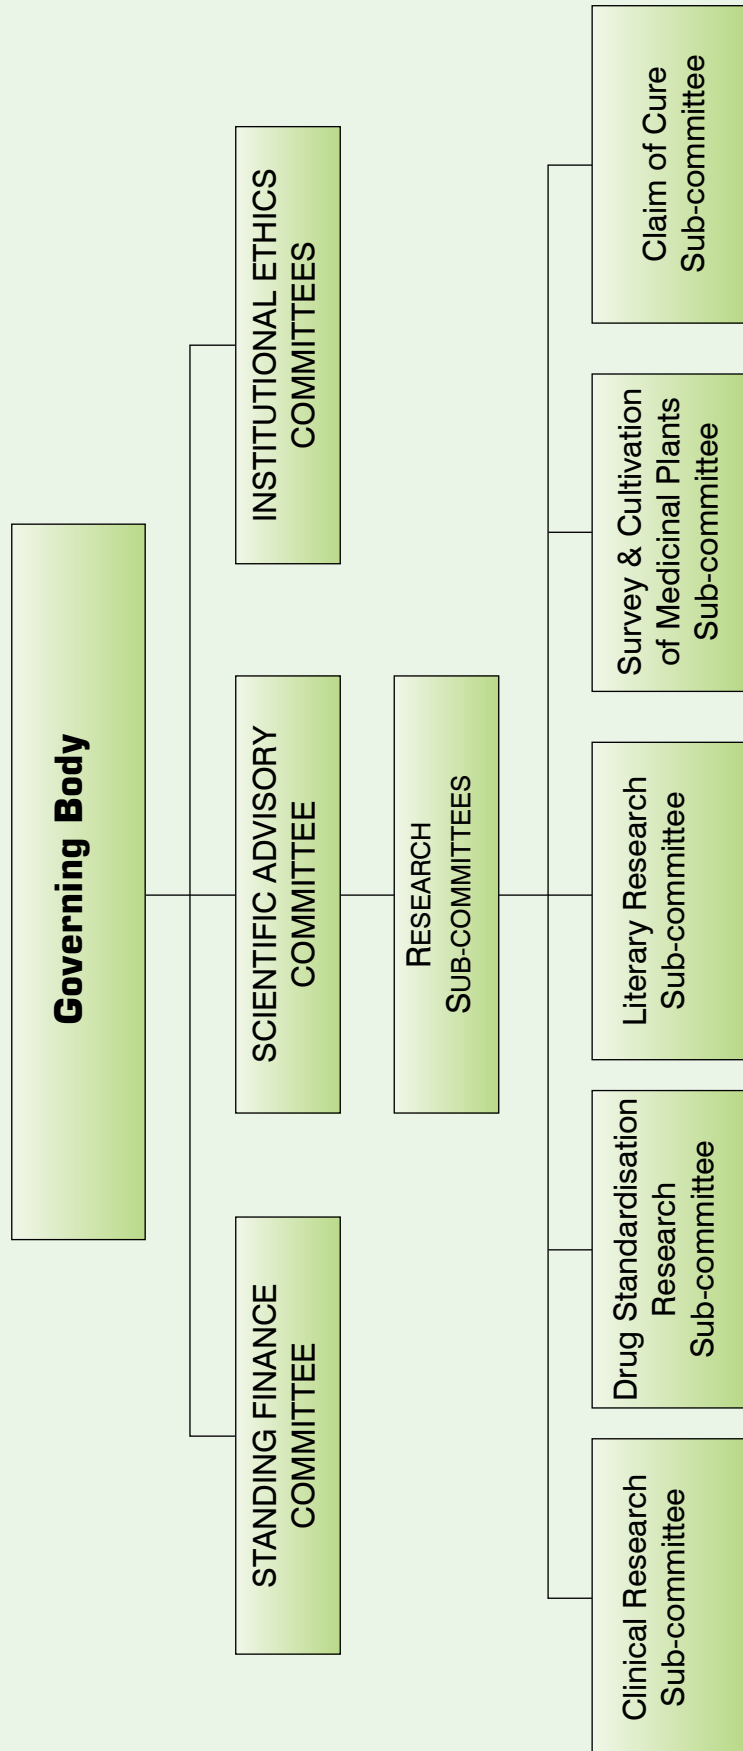 Governing Body
STANDING FINANCE
COMMITTEE
SCIENTIFIC ADVISORY
COMMITTEE
INSTITUTIONAL ETHICS
COMMITTEES
RESEARCH
SUB-COMMITTEES
Clinical Research
Sub-committee
Drug Standardisation
Research
Sub-committee
Literary Research
Sub-committee
Survey & Cultivation
of Medicinal Plants
Sub-committee
Claim of Cure
Sub-committee